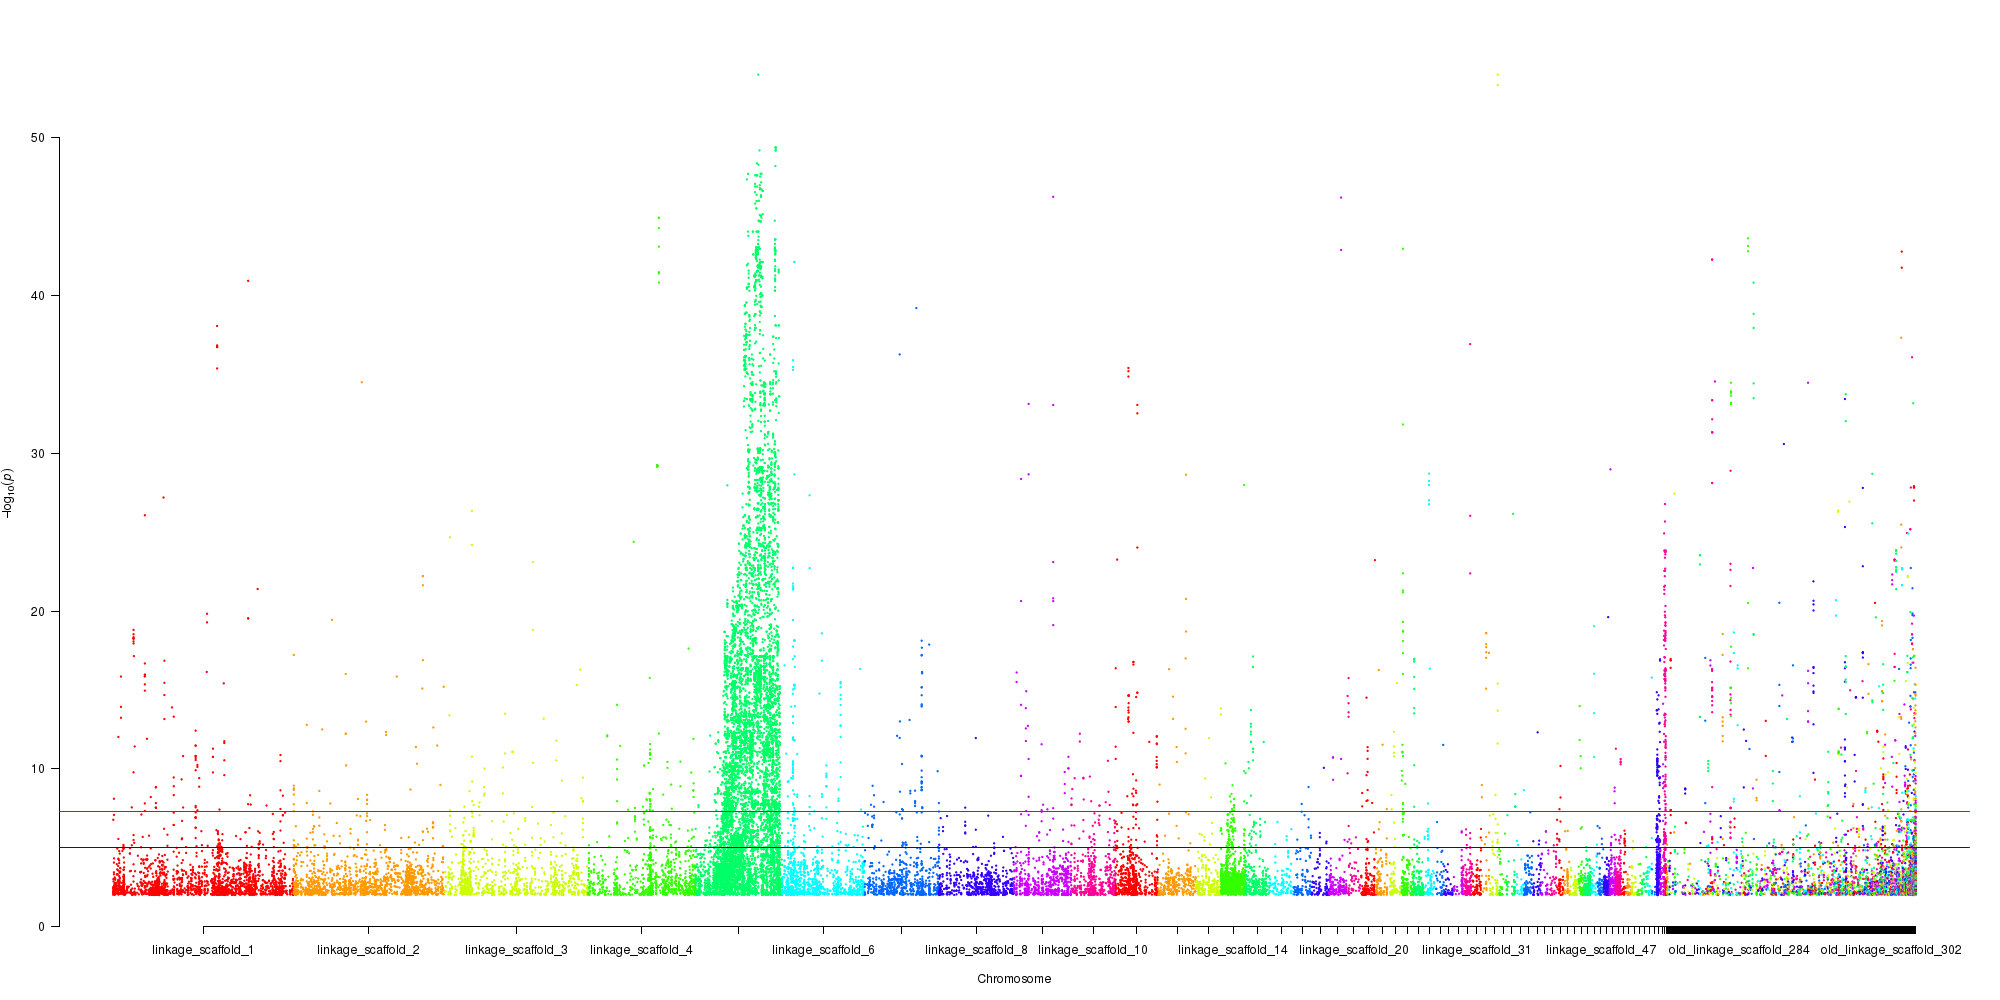 50
40
30
20
10
0
−log10(p)
linkage_scaffold_1 linkage_scaffold_2 linkage_scaffold_3 linkage_scaffold_4 linkage_scaffold_6 linkage_scaffold_8 linkage_scaffold_10 linkage_scaffold_14 linkage_scaffold_20 linkage_scaffold_31 linkage_scaffold_47 old_linkage_scaffold_284 old_linkage_scaffold_302
Chromosome